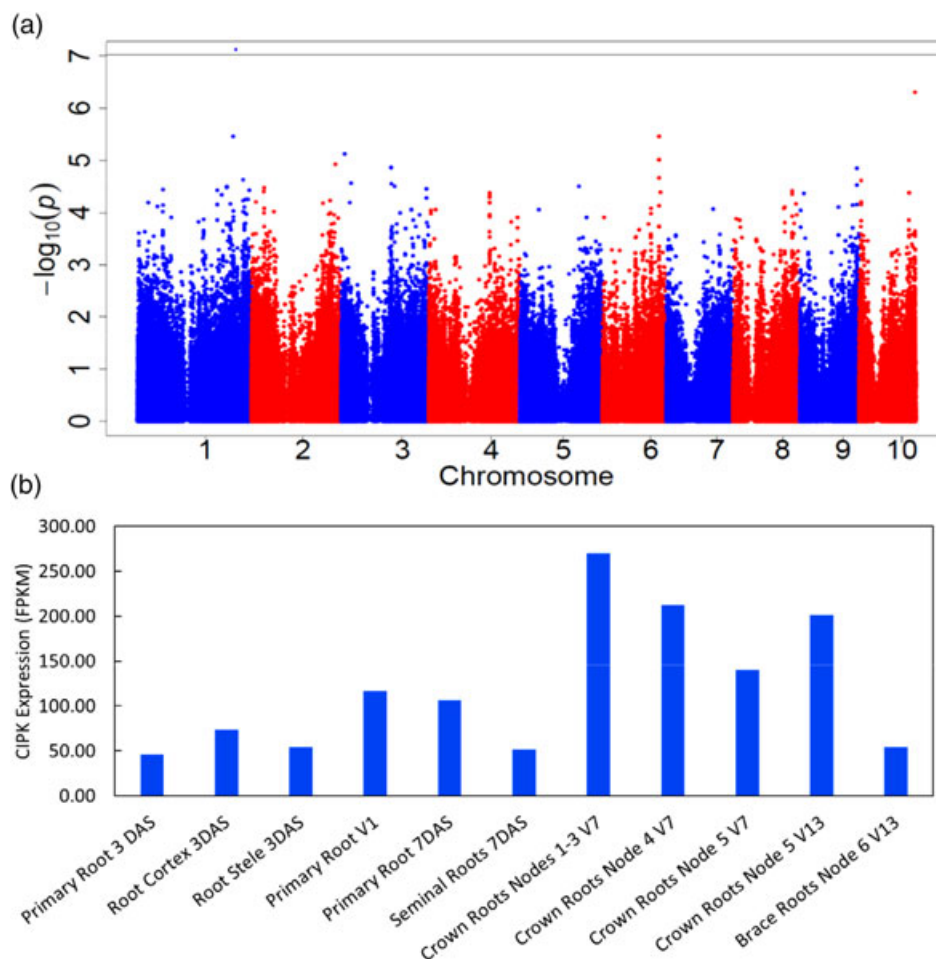 (a)
7
6
5
4
3
2
1
0
−log10(p)
1 2 3 4 5 6 7 8 9 10
Chromosome
(b)
300.00
250.00
200.00
150.00
100.00
50.00
0.00
CIPK Expression (FPKM)
Primary Root 3 DAS
Root Cortex 3DAS
Root Stele 3DAS
Primary Root V1
Primary Root 7DAS
Seminal Roots 7DAS
Crown Roots Nodes 1-3 V7
Crown Roots Node 4 V7
Crown Roots Node 5 V7
Crown Roots Node 5 V13
Brace Roots Node 6 V13